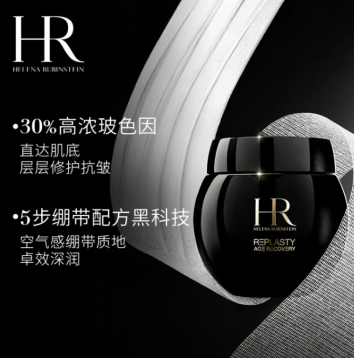 HR
HELENA RUBINSTEIN
•30%高浓玻色因
直达肌底
层层修护抗皱
•5步绷带配方黑科技
空气感绷带质地
卓效深润
HR
HELENA RUBINSTEIN
REPLASTY
AGE RECOVERY